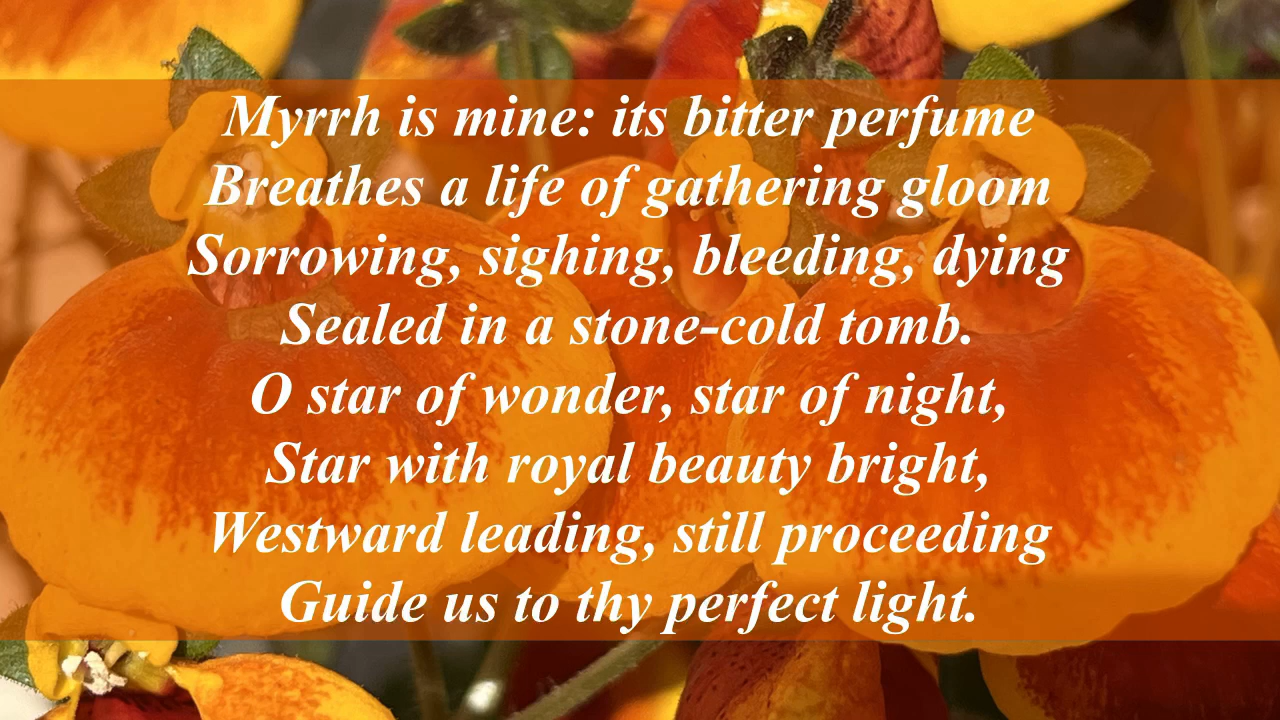 Myrrh is mine: its bitter perfume
Breathes a life of gathering gloom
Sorrowing, sighing, bleeding, dying
Sealed in a stone-cold tomb.
O star of wonder, star of night,
Star with royal beauty bright,
Westward leading, still proceeding
Guide us to thy perfect light.